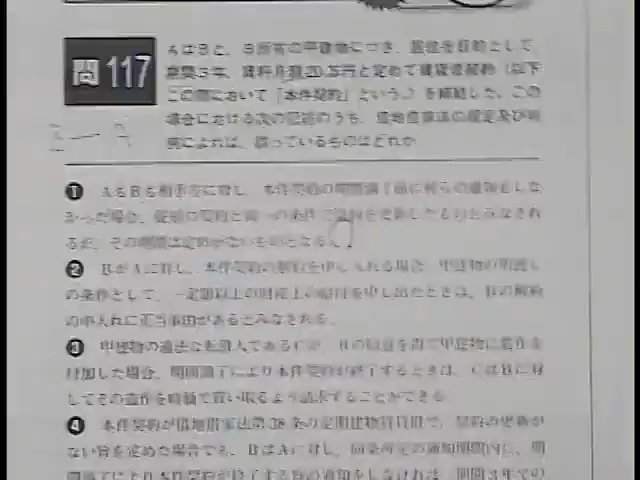 問117
AはBと、B所有の甲建物につき、居住を目的として、
期間3年、賃料月額20万円と定めて賃貸借契約(以下
この問において「本件契約」という。)を締結した。この
場合における次の記述のうち、借地借家法の規定及び判
例によれば、誤っているものはどれか
❶ AもBも相手方に対し、本件契約の期間満了前に何らの通知もしな
かった場合、従前の契約と同一の条件で契約を更新したものとみなされ
るが、その期間は定めがないものとなる。
❷ BがAに対し、本件契約の解約を申し入れる場合、甲建物の明渡し
の条件として、一定額以上の財産上の給付を申し出たときは、Bの解約
の申入れに正当事由があるとみなされる。
❸ 甲建物の適法な転借人であるCが、Bの同意を得て甲建物に造作を
付加した場合、期間満了により本件契約が終了するときは、CはBに対
してその造作を時価で買い取るよう請求することができる。
❹ 本件契約が借地借家法第38条の定期建物賃貸借で、契約の更新が
ない旨を定めた場合でも、BはAに対し、同条所定の通知期間内に、期
間満了により本件契約が終了する旨の通知をしなければ、期間3年での